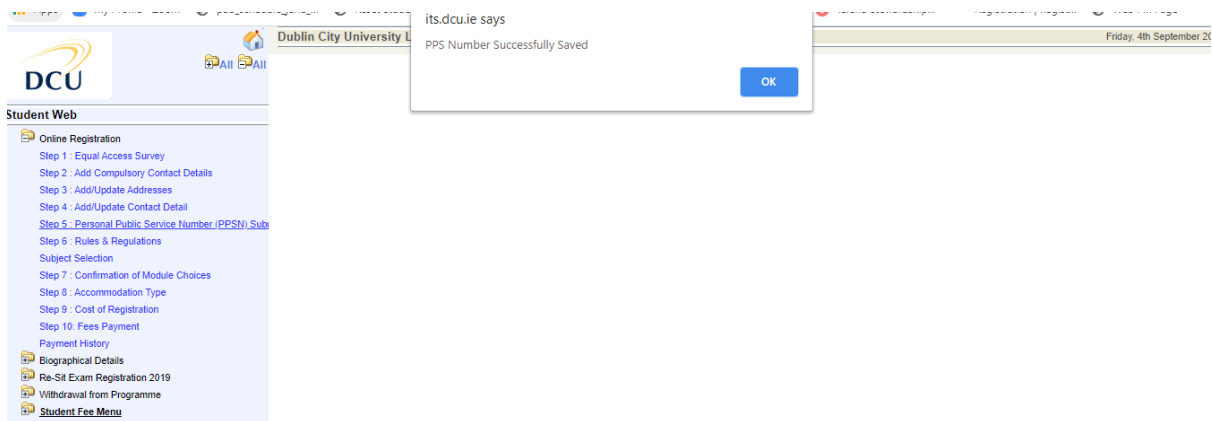 its.dcu.ie says
PPS Number Successfully Saved
OK
Dublin City University L
Friday, 4th September 20
DCU
All All
Student Web
Online Registration
Step 1 : Equal Access Survey
Step 2 : Add Compulsory Contact Details
Step 3 : Add/Update Addresses
Step 4 : Add/Update Contact Detail
Step 5 : Personal Public Service Number (PPSN) Sub
Step 6 : Rules & Regulations
Subject Selection
Step 7 : Confirmation of Module Choices
Step 8 : Accommodation Type
Step 9 : Cost of Registration
Step 10: Fees Payment
Payment History
Biographical Details
Re-Sit Exam Registration 2019
Withdrawal from Programme
Student Fee Menu